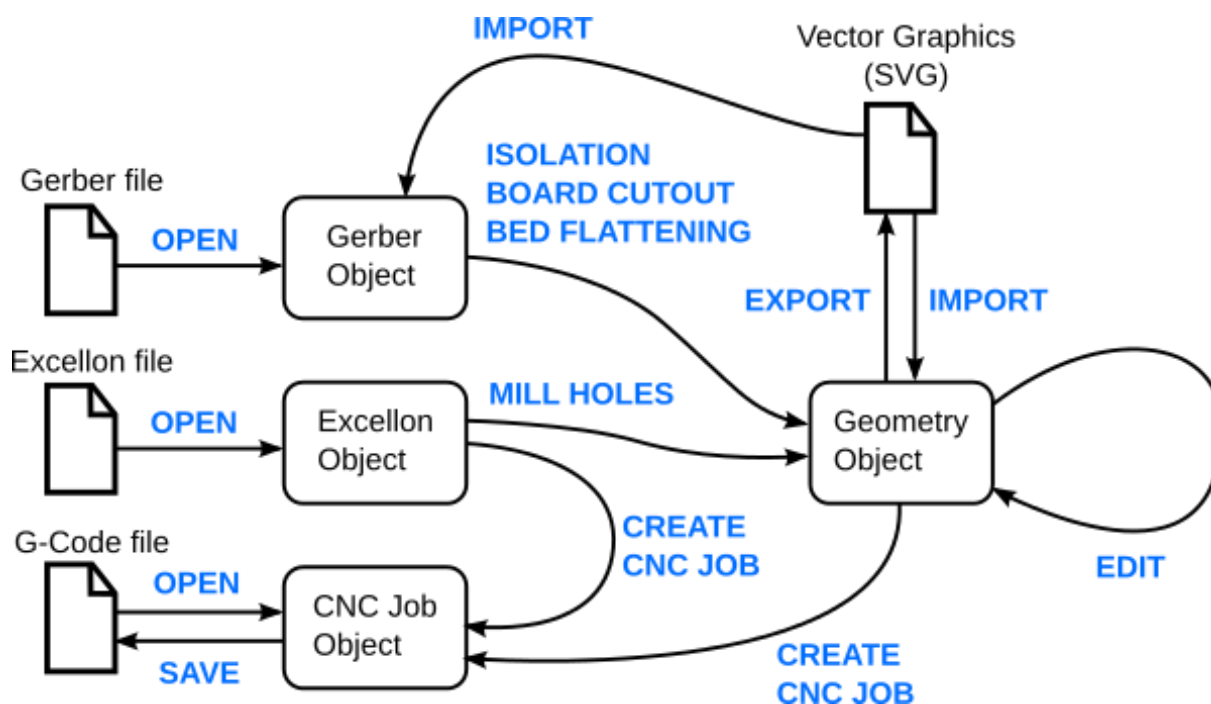 IMPORT
Vector Graphics
(SVG)
ISOLATION
BOARD CUTOUT
BED FLATTENING
Gerber file
OPEN
Gerber
Object
EXPORT
IMPORT
Excellon file
OPEN
Excellon
Object
MILL HOLES
Geometry
Object
CREATE
CNC JOB
EDIT
G-Code file
OPEN
SAVE
CNC Job
Object
CREATE
CNC JOB